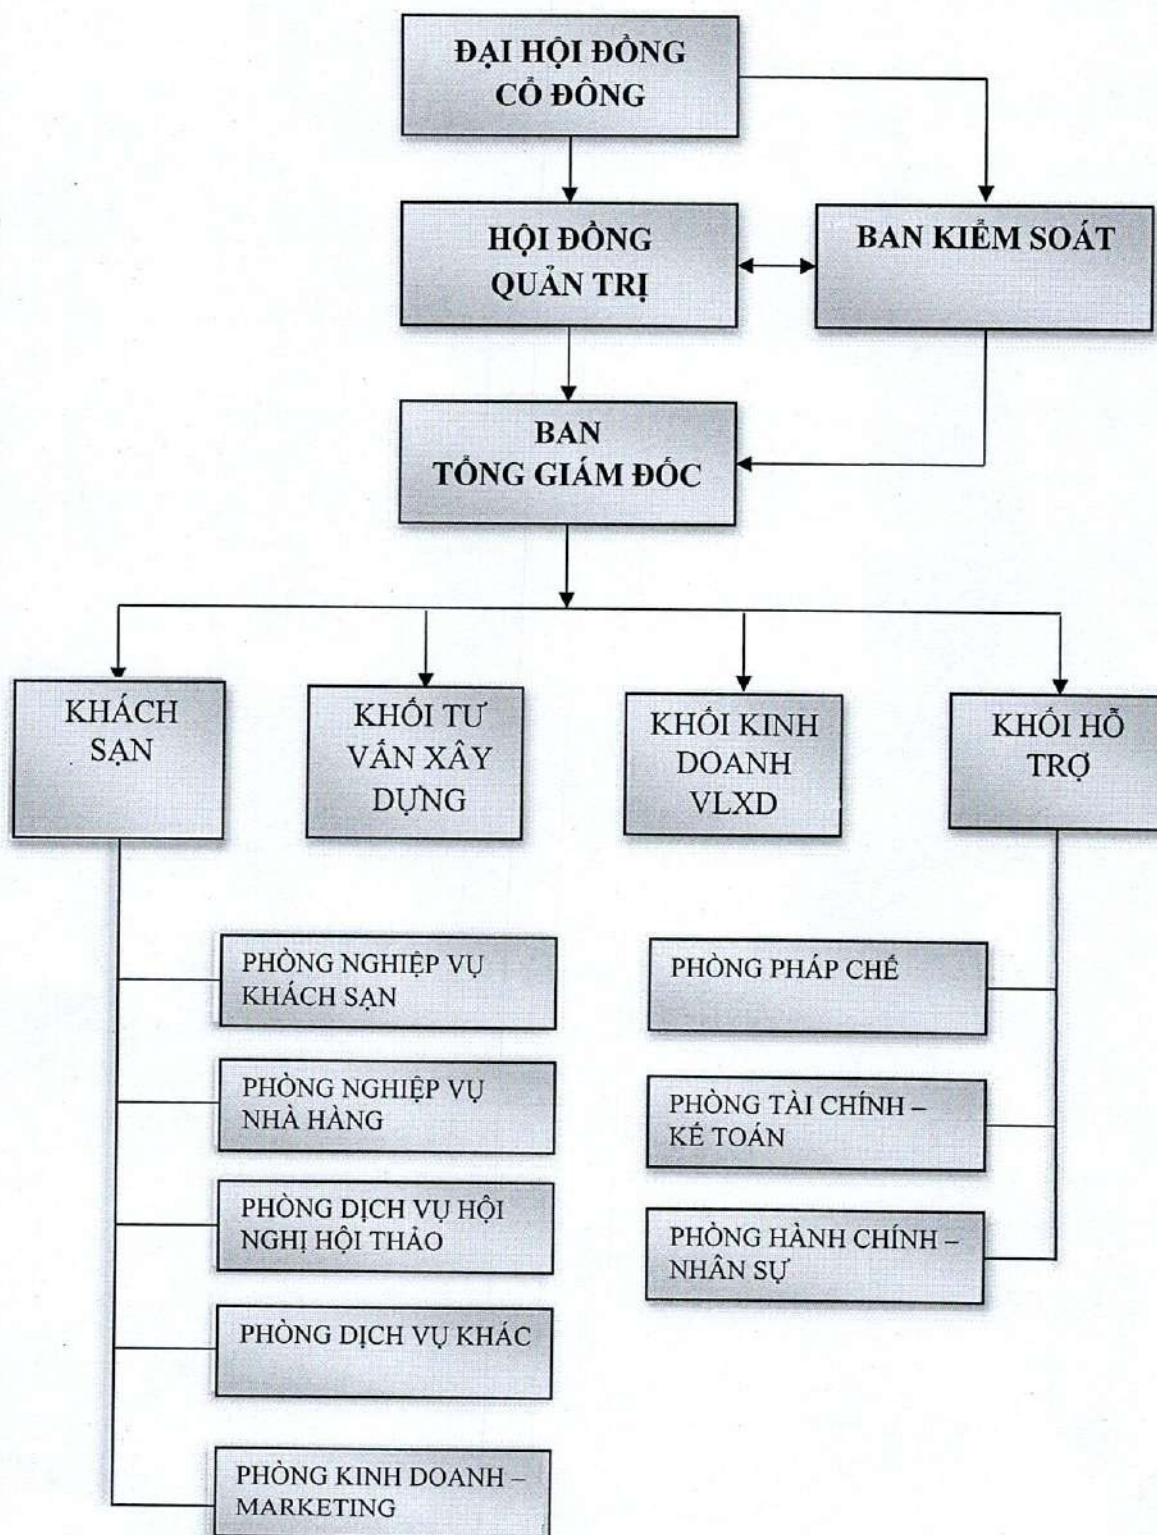 ĐẠI HỘI ĐỒNG
CỔ ĐÔNG
HỘI ĐỒNG
QUẢN TRỊ
BAN KIỂM SOÁT
BAN
TỔNG GIÁM ĐỐC
KHÁCH
SẠN
KHỐI TƯ
VẤN XÂY
DỰNG
KHỐI KINH
DOANH
VLXD
KHỐI HỖ
TRỢ
PHÒNG NGHIỆP VỤ
KHÁCH SẠN
PHÒNG NGHIỆP VỤ
NHÀ HÀNG
PHÒNG DỊCH VỤ HỘI
NGHỊ HỘI THẢO
PHÒNG DỊCH VỤ KHÁC
PHÒNG KINH DOANH –
MARKETING
PHÒNG PHÁP CHẾ
PHÒNG TÀI CHÍNH –
KẾ TOÁN
PHÒNG HÀNH CHÍNH –
NHÂN SỰ